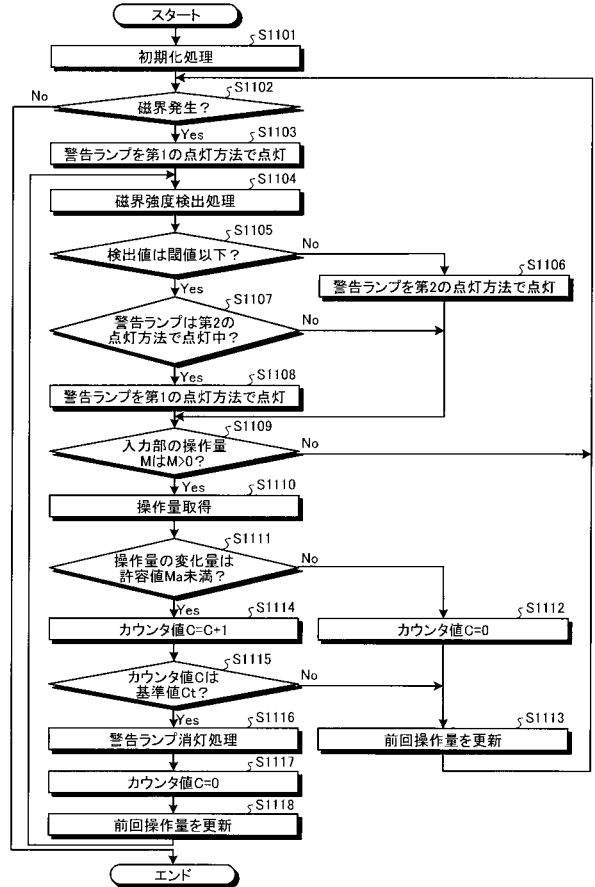 スタート
S1101
初期化処理
S1102
磁界発生？
No
Yes
S1103
警告ランプを第1の点灯方法で点灯
S1104
磁界強度検出処理
S1105
検出値は閾値以下？
No
Yes
S1106
警告ランプを第2の点灯方法で点灯
S1107
警告ランプは第2の
点灯方法で点灯中？
No
Yes
S1108
警告ランプを第1の点灯方法で点灯
S1109
入力部の操作量
MはM>0？
No
Yes
S1110
操作量取得
S1111
操作量の変化量は
許容値Ma未満？
No
Yes
S1114
カウンタ値C=C+1
S1112
カウンタ値C=0
S1115
カウンタ値Cは
基準値Ct？
No
Yes
S1116
警告ランプ消灯処理
S1113
前回操作量を更新
S1117
カウンタ値C=0
S1118
前回操作量を更新
エンド